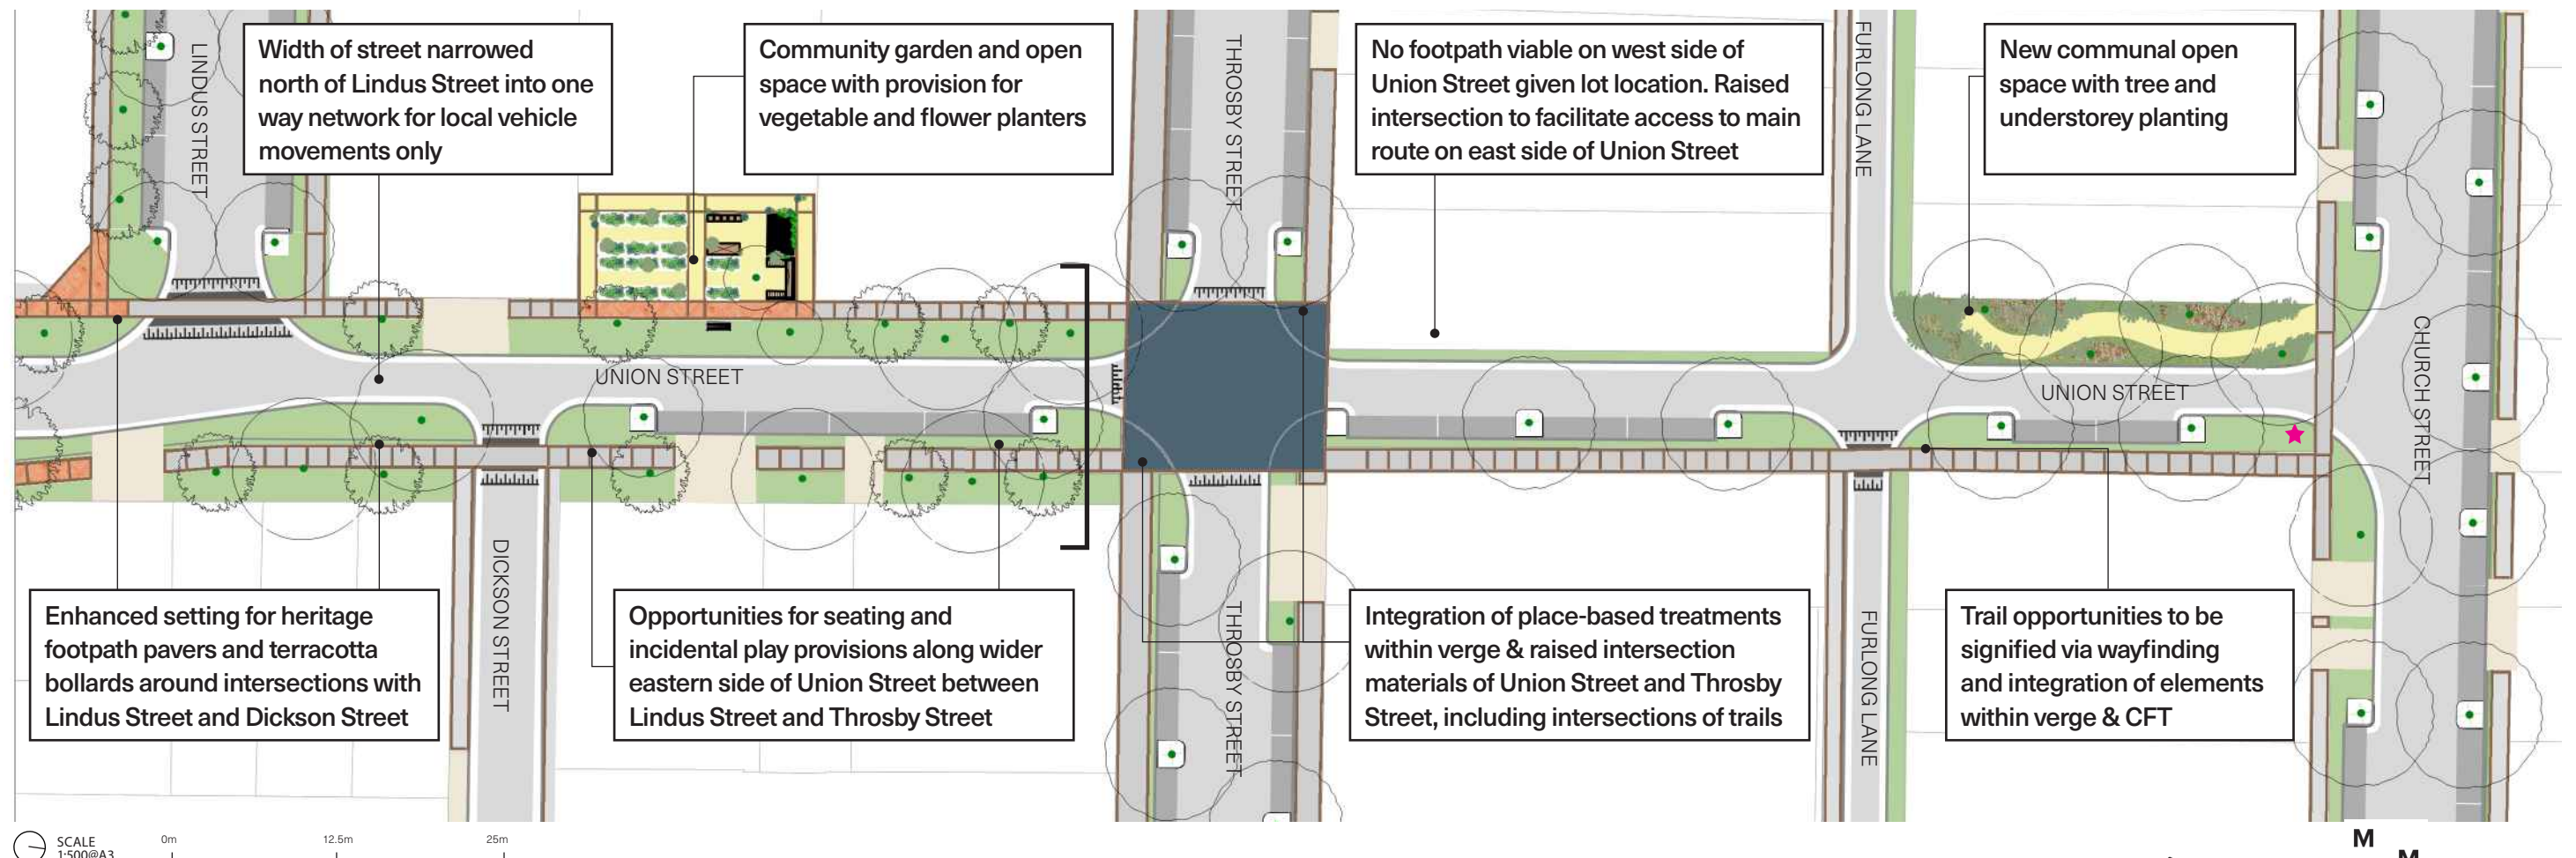 LINDUS STREET
Width of street narrowed
north of Lindus Street into one
way network for local vehicle
movements only
Community garden and open
space with provision for
vegetable and flower planters
THROSBY STREET
No footpath viable on west side of
Union Street given lot location. Raised
intersection to facilitate access to main
route on east side of Union Street
FURLONG LANE
New communal open
space with tree and
understorey planting
UNION STREET
UNION STREET
CHURCH STREET
DICKSON STREET
Enhanced setting for heritage
footpath pavers and terracotta
bollards around intersections with
Lindus Street and Dickson Street
Opportunities for seating and
incidental play provisions along wider
eastern side of Union Street between
Lindus Street and Throsby Street
THROSBY STREET
Integration of place-based treatments
within verge & raised intersection
materials of Union Street and Throsby
Street, including intersections of trails
FURLONG LANE
Trail opportunities to be
signified via wayfinding
and integration of elements
within verge & CFT
SCALE
1:500@A3
0m
12.5m
25m
M
M